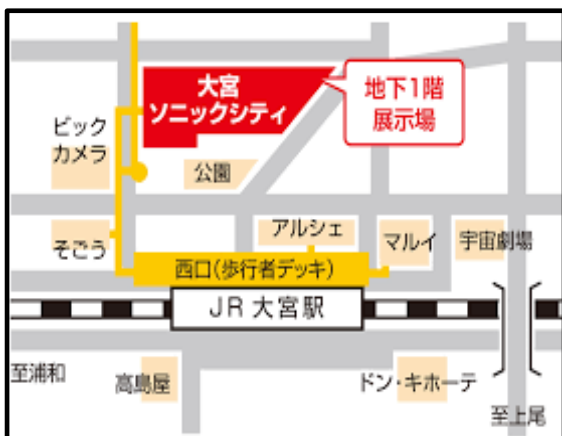 大宮
ソニックシティ
地下1階
展示場
ビック
カメラ
公園
そごう
アルシェ
マルイ
宇宙劇場
西口(歩行者デッキ)
JR大宮駅
至浦和
高島屋
ドン・キホーテ
至上尾